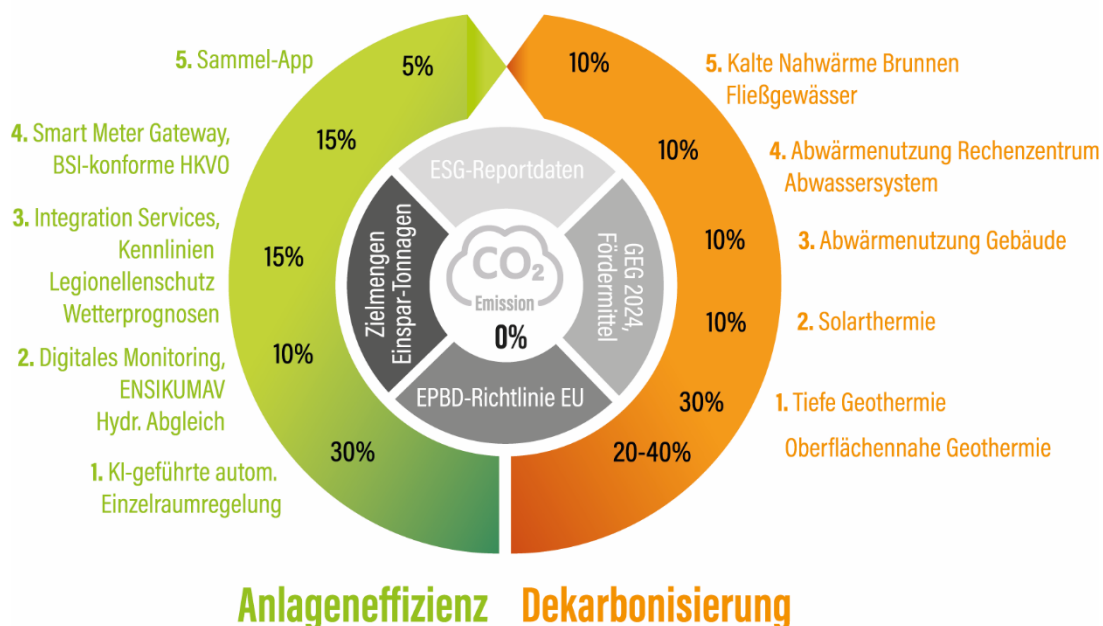 5. Sammel-App
5%
4. Smart Meter Gateway,
BSI-konforme HKVO
15%
3. Integration Services,
Kennlinien
Legionellenschutz
Wetterprognosen
15%
2. Digitales Monitoring,
ENSIKUMAV
Hydr. Abgleich
10%
1. KI-geführte autom.
Einzelraumregelung
30%
ESG-Reportdaten
Zielmengen
Einspar-Tonnagen
GEG 2024,
Fördermittel
EPBD-Richtlinie EU
CO2
Emission
0%
10%
5. Kalte Nahwärme Brunnen
Fließgewässer
10%
4. Abwärmenutzung Rechenzentrum
Abwassersystem
10%
3. Abwärmenutzung Gebäude
10%
2. Solarthermie
30%
1. Tiefe Geothermie
20-40%
Oberflächennahe Geothermie
Anlageneffizienz
Dekarbonisierung